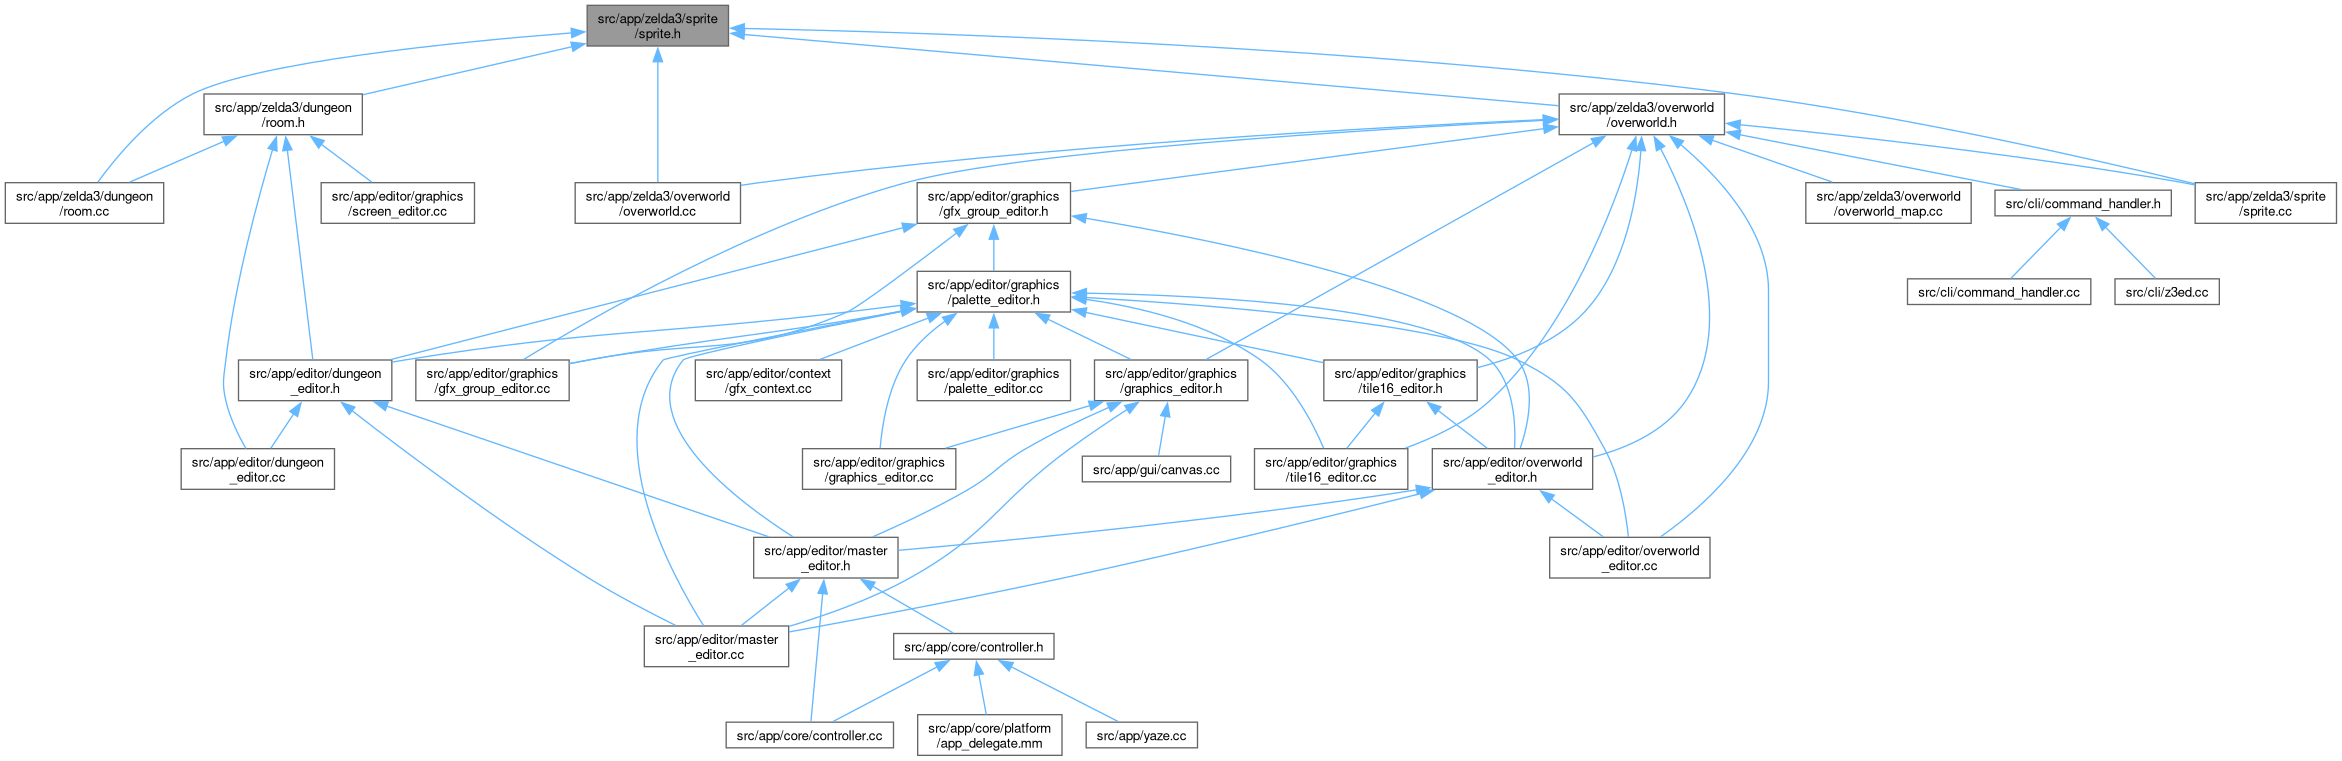 src/app/zelda3/sprite
/sprite.h
src/app/zelda3/dungeon
/room.h
src/app/zelda3/overworld
/overworld.h
src/app/zelda3/dungeon
/room.cc
src/app/editor/graphics
/screen_editor.cc
src/app/zelda3/overworld
/overworld.cc
src/app/editor/graphics
/gfx_group_editor.h
src/app/zelda3/overworld
/overworld_map.cc
src/cli/command_handler.h
src/app/zelda3/sprite
/sprite.cc
src/app/editor/graphics
/palette_editor.h
src/cli/command_handler.cc
src/cli/z3ed.cc
src/app/editor/dungeon
_editor.h
src/app/editor/graphics
/gfx_group_editor.cc
src/app/editor/context
/gfx_context.cc
src/app/editor/graphics
/palette_editor.cc
src/app/editor/graphics
/graphics_editor.h
src/app/editor/graphics
/tile16_editor.h
src/app/editor/dungeon
_editor.cc
src/app/editor/graphics
/graphics_editor.cc
src/app/gui/canvas.cc
src/app/editor/graphics
/tile16_editor.cc
src/app/editor/overworld
_editor.h
src/app/editor/master
_editor.h
src/app/editor/overworld
_editor.cc
src/app/editor/master
_editor.cc
src/app/core/controller.h
src/app/core/controller.cc
src/app/core/platform
/app_delegate.mm
src/app/yaze.cc